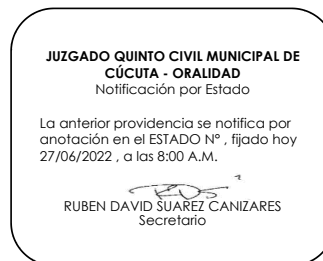 JUZGADO QUINTO CIVIL MUNICIPAL DE
CÚCUTA - ORALIDAD
Notificación por Estado
La anterior providencia se notifica por
anotación en el ESTADO N° , fijado hoy
27/06/2022 , a las 8:00 A.M.
RUBEN DAVID SUAREZ CANIZARES
Secretario